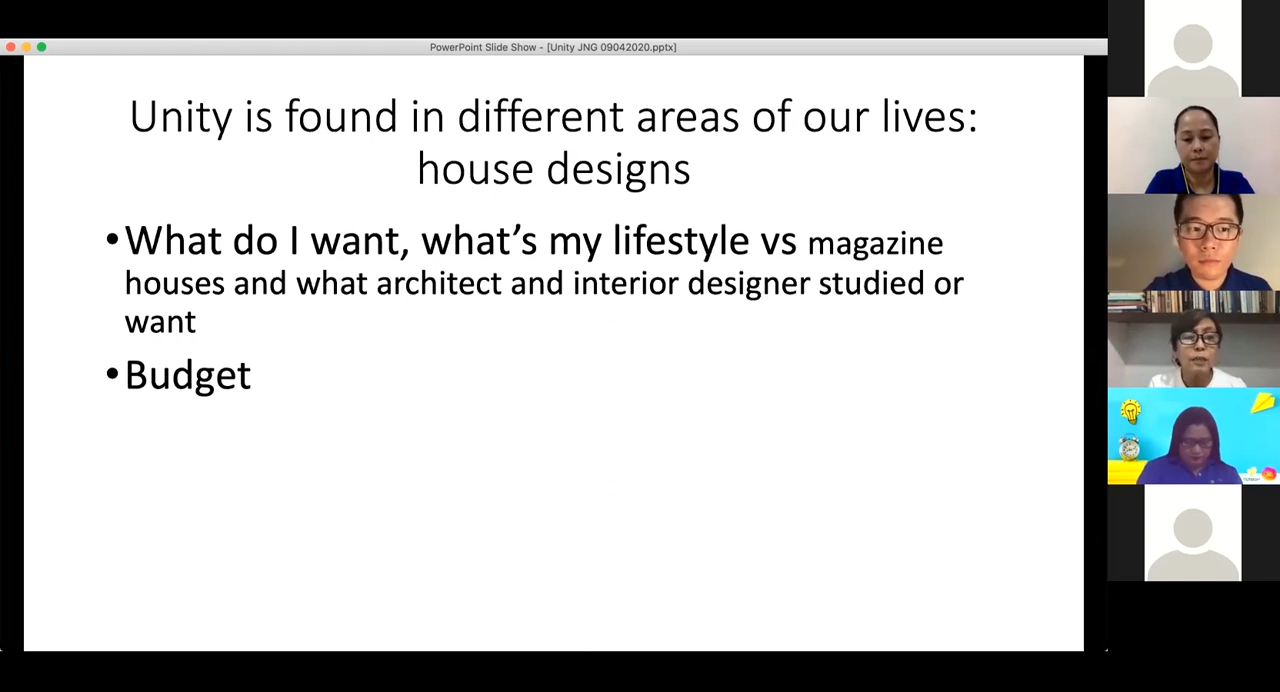 PowerPoint Slide Show - [Unity JNG 09042020.pptx]
Unity is found in different areas of our lives:
house designs
•What do I want, what's my lifestyle vs magazine
houses and what architect and interior designer studied or
want
•Budget